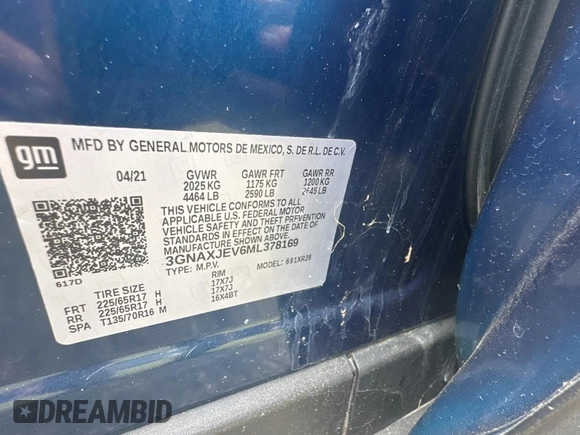 gm
MFD BY GENERAL MOTORS DE MEXICO, S. DE R.L. DE C.V.
04/21 GVWR GAWR FRT GAWR RR
2025 KG 1175 KG 1200 KG
4464 LB 2590 LB 2645 LB
THIS VEHICLE CONFORMS TO ALL
APPLICABLE U.S. FEDERAL MOTOR
VEHICLE SAFETY AND THEFT PREVENTION
STANDARDS IN EFFECT ON THE DATE OF
MANUFACTURE SHOWN ABOVE.
3GNAXJEV6ML378169
TYPE: M.P.V. MODEL: 691XR26
617D
TIRE SIZE RIM
FRT 225/65R17 H 17X7J
RR 225/65R17 H 17X7J
SPA T135/70R16 M 16X4BT
DREAMBID